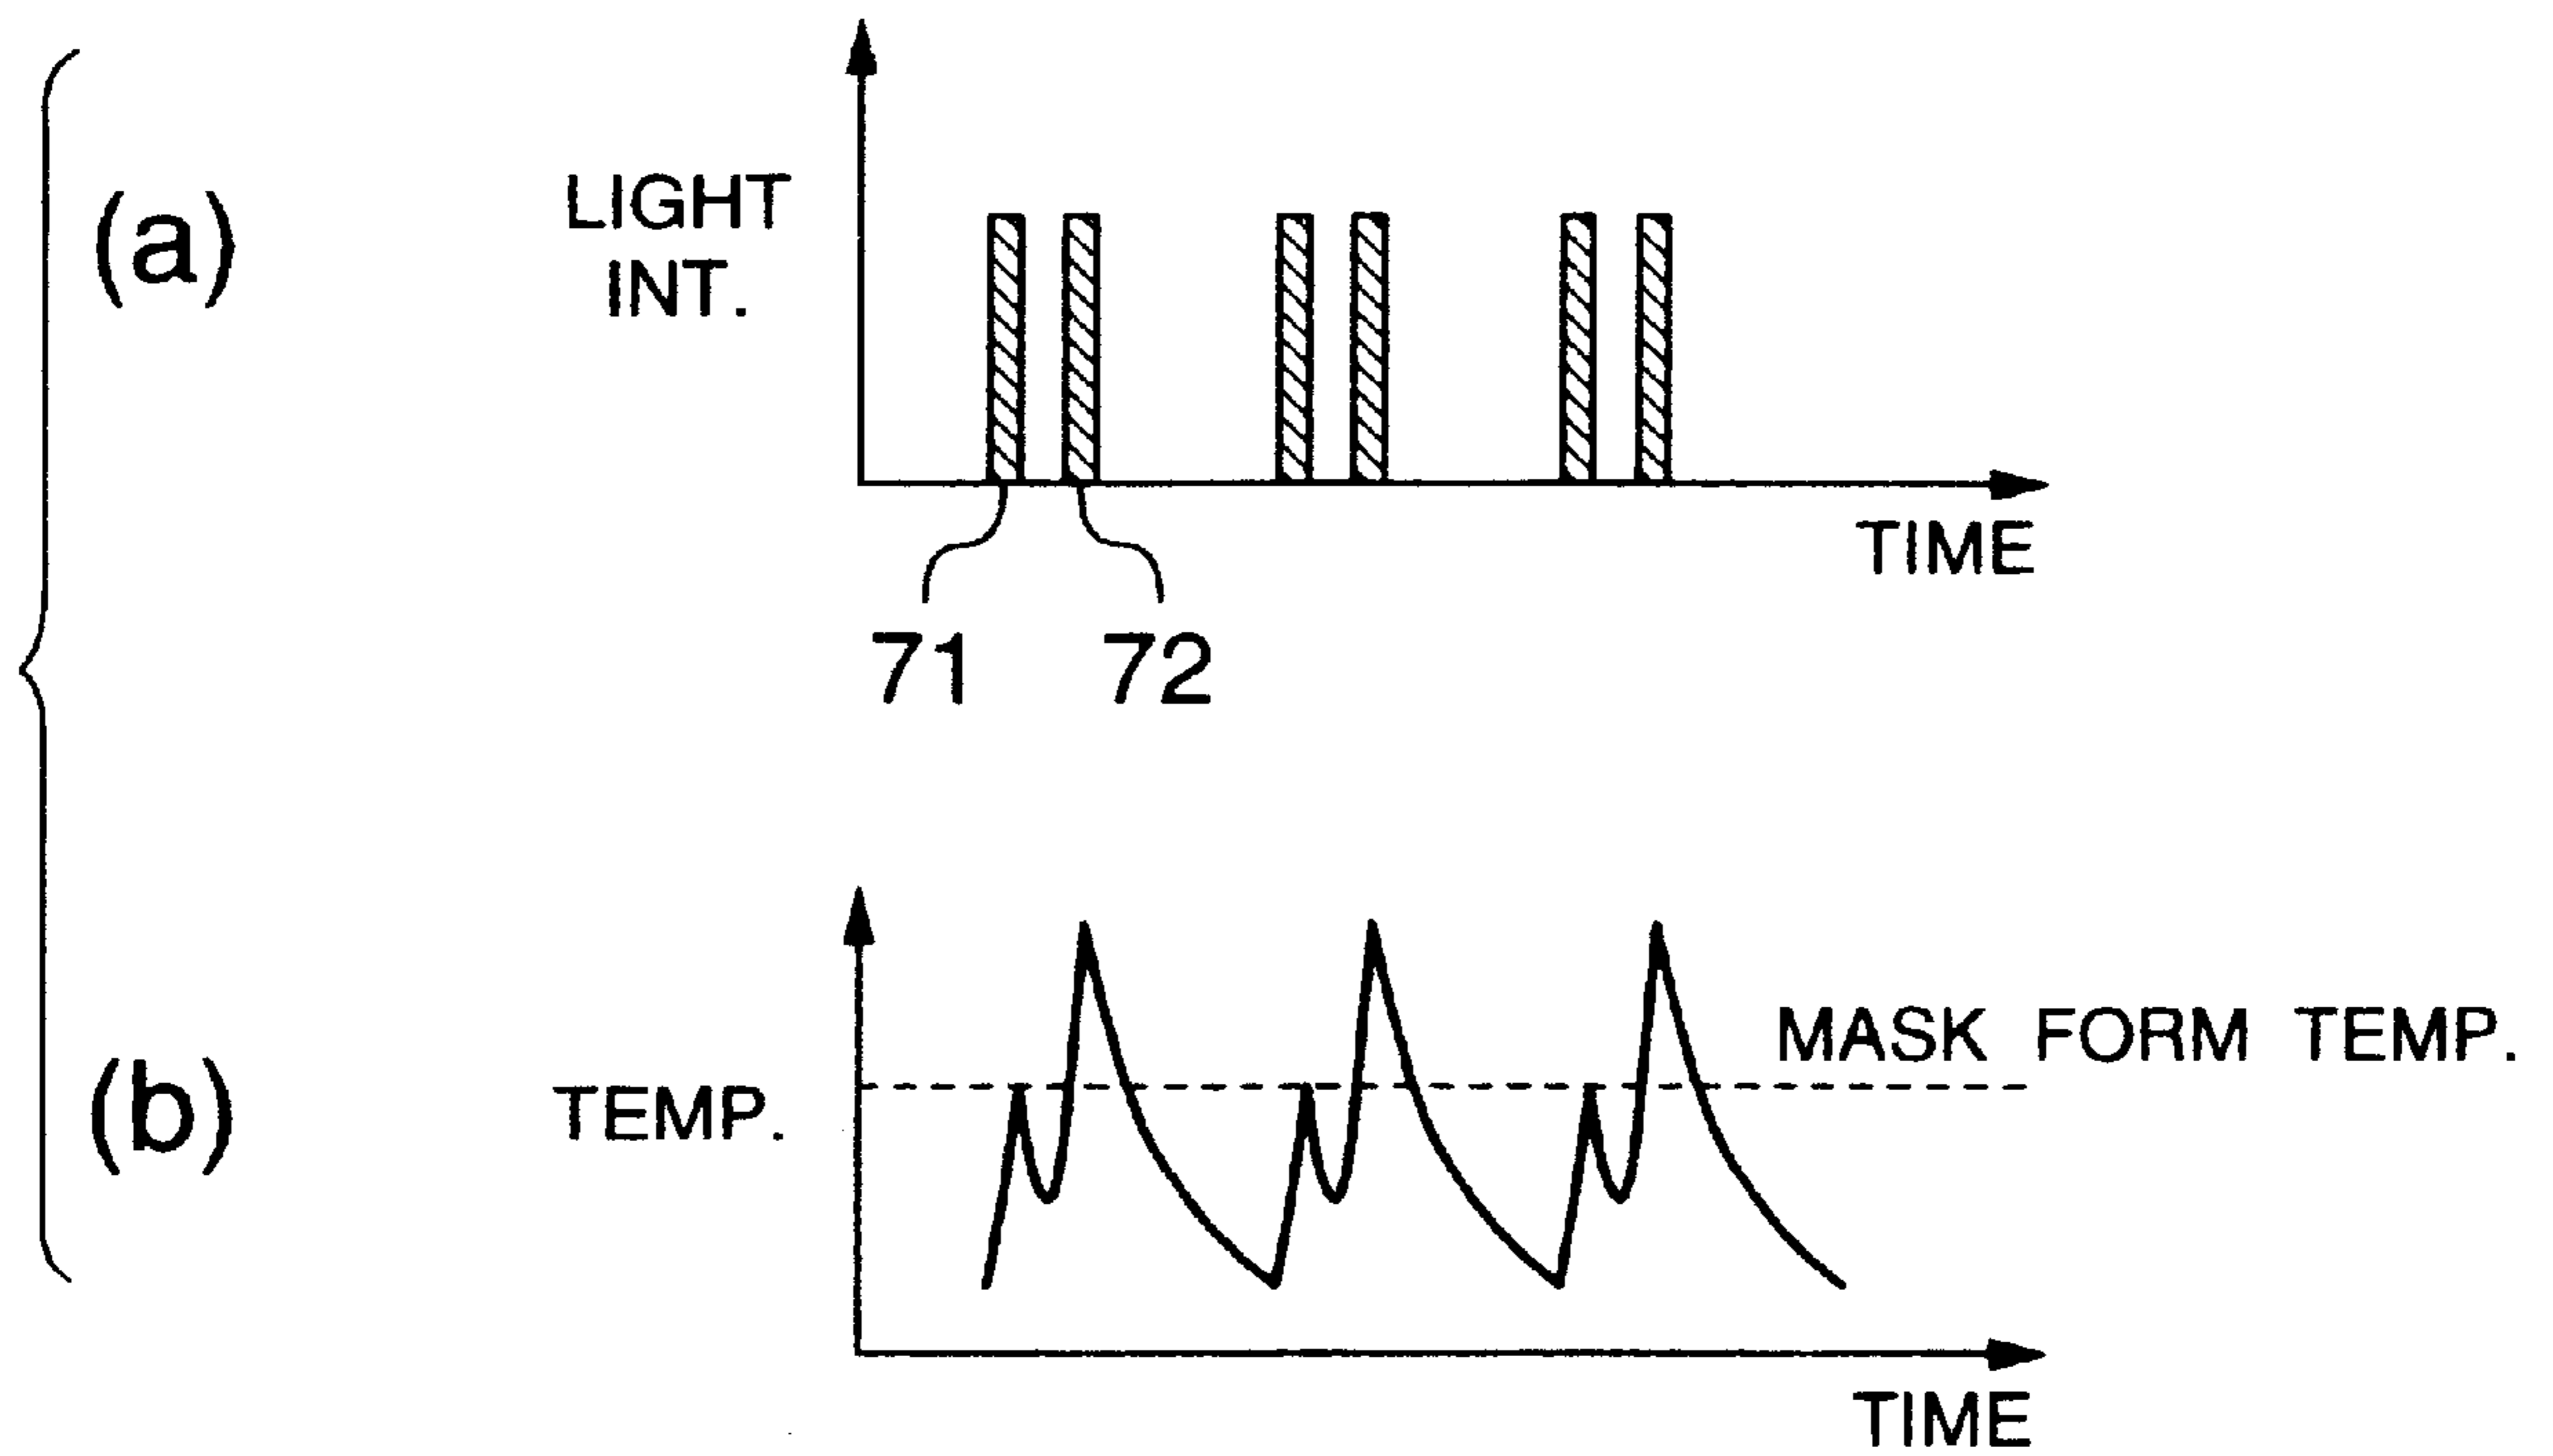 (a)
LIGHT
INT.
TIME
71 72
(b)
TEMP.
MASK FORM TEMP.
TIME